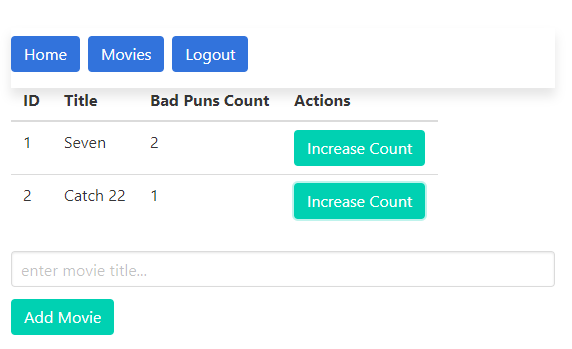 Home Movies Logout
ID Title Bad Puns Count Actions
1 Seven 2 Increase Count
2 Catch 22 1 Increase Count
enter movie title...
Add Movie